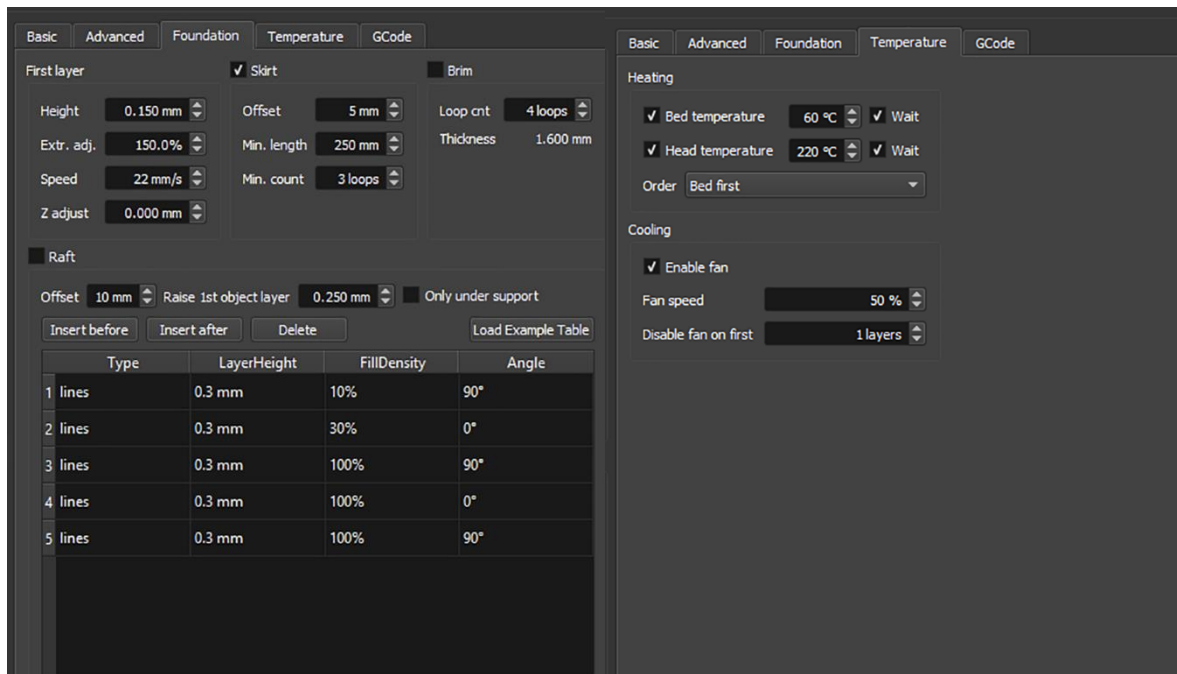 Basic Advanced Foundation Temperature GCode
First layer Skirt Brim
Height 0.150 mm Offset 5 mm Loop cnt 4 loops
Extr. adj. 150.0% Min. length 250 mm Thickness 1.600 mm
Speed 22 mm/s Min. count 3 loops
Z adjust 0.000 mm
Raft
Offset 10 mm Raise 1st object layer 0.250 mm Only under support
Insert before Insert after Delete Load Example Table
Type LayerHeight FillDensity Angle
1 lines 0.3 mm 10% 90°
2 lines 0.3 mm 30% 0°
3 lines 0.3 mm 100% 90°
4 lines 0.3 mm 100% 0°
5 lines 0.3 mm 100% 90°
Basic Advanced Foundation Temperature GCode
Heating
Bed temperature 60 ºC Wait
Head temperature 220 ºC Wait
Order Bed first
Cooling
Enable fan
Fan speed 50 %
Disable fan on first 1 layers